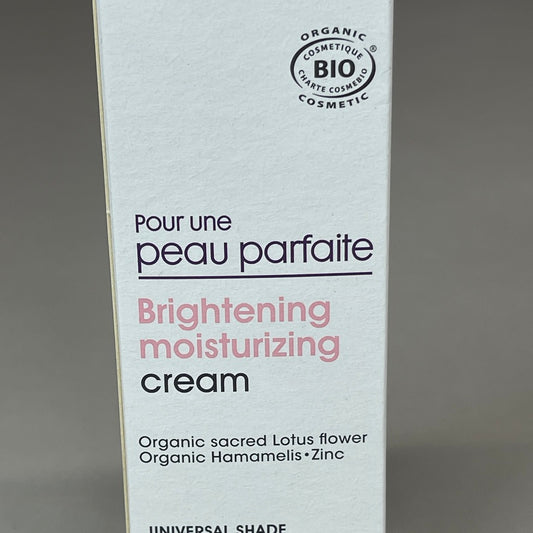 ORGANIC
COSMETIQUE
BIO
®
CHARTE COSMEBIO
COSMETIC
Pour une
peau parfaite
Brightening
moisturizing
cream
Organic sacred Lotus flower
Organic Hamamelis • Zinc
UNIVERSAL SHADE